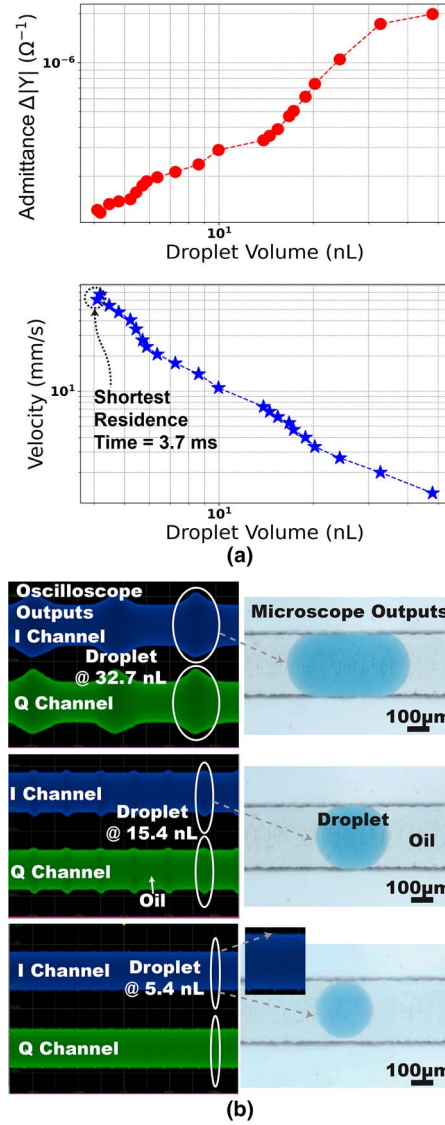 Admittance Δ|Y| (Ω⁻¹)
10⁻⁶
10¹
Droplet Volume (nL)
Velocity (mm/s)
10¹
Shortest
Residence
Time = 3.7 ms
10¹
Droplet Volume (nL)
(a)
Oscilloscope
Outputs
I Channel
Droplet
@ 32.7 nL
Q Channel
Microscope Outputs
100μm
I Channel
Droplet
@ 15.4 nL
Q Channel
Oil
Droplet
Oil
100μm
I Channel
Droplet
@ 5.4 nL
Q Channel
100μm
(b)